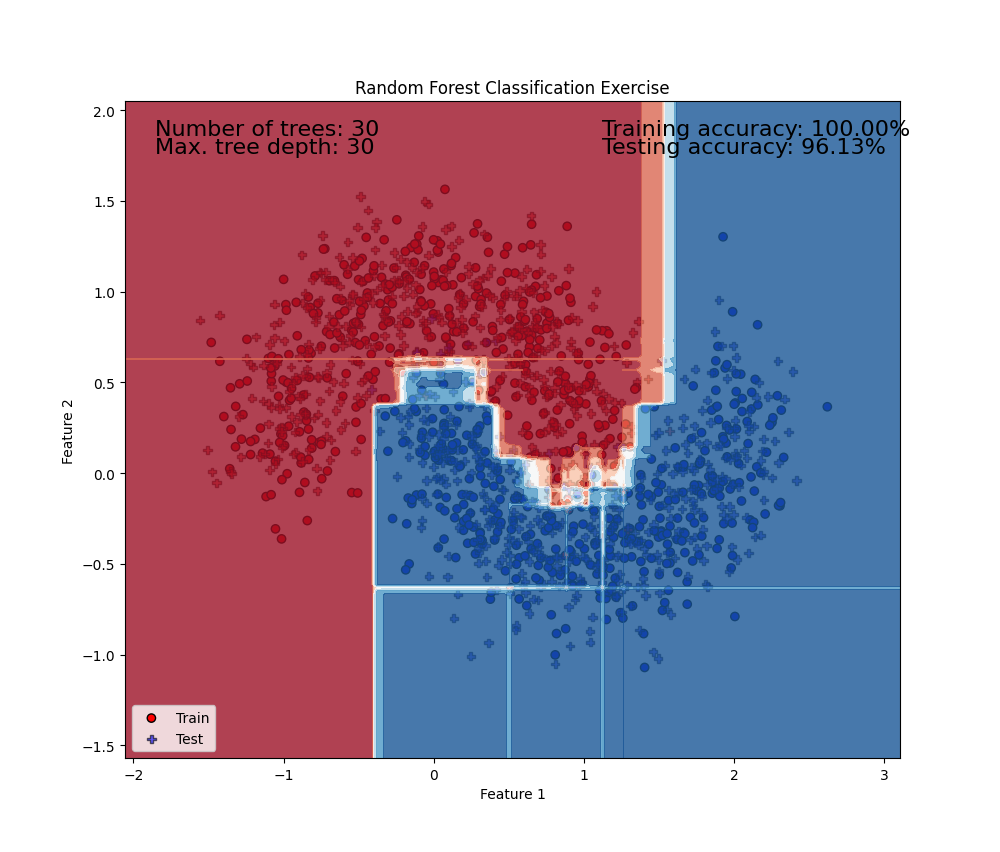 Random Forest Classification Exercise
Number of trees: 30
Max. tree depth: 30
Training accuracy: 100.00%
Testing accuracy: 96.13%
2.0
1.5
1.0
0.5
0.0
−0.5
−1.0
−1.5
Feature 2
Train
Test
−2
−1
0
1
2
3
Feature 1